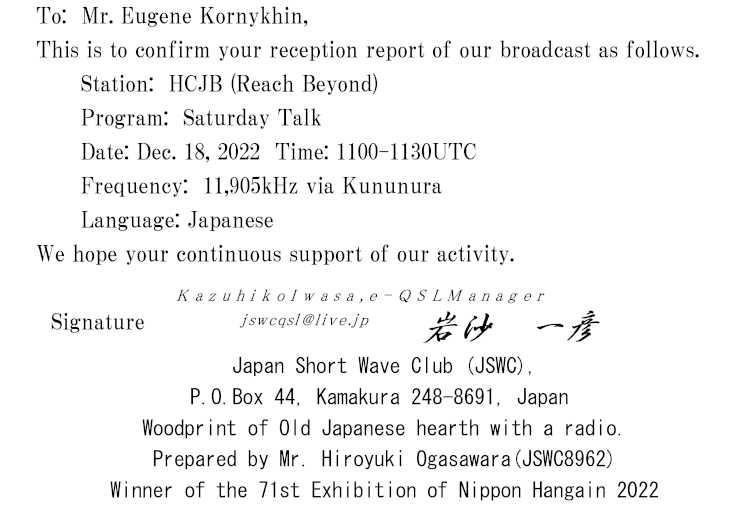 To: Mr. Eugene Kornykhin,
This is to confirm your reception report of our broadcast as follows.
Station: HCJB (Reach Beyond)
Program: Saturday Talk
Date: Dec. 18, 2022 Time: 1100-1130UTC
Frequency: 11,905kHz via Kununura
Language: Japanese
We hope your continuous support of our activity.
KazuhikoIwasa,e-QSLManager
Signature jswcqsl@live.jp 岩沙 一彦
Japan Short Wave Club (JSWC),
P.O.Box 44, Kamakura 248-8691, Japan
Woodprint of Old Japanese hearth with a radio.
Prepared by Mr. Hiroyuki Ogasawara(JSWC8962)
Winner of the 71st Exhibition of Nippon Hangain 2022